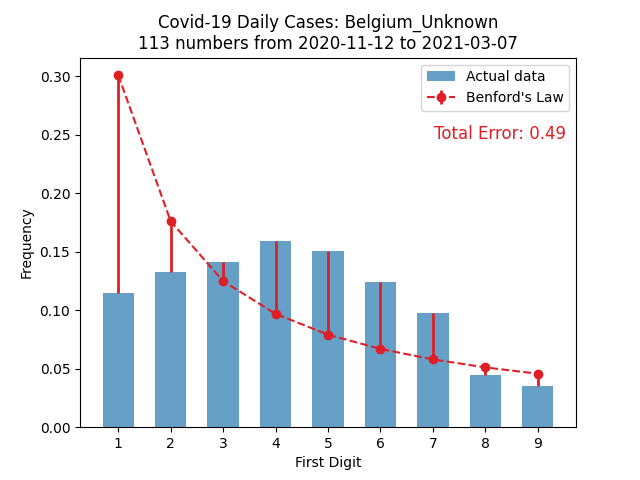 Covid-19 Daily Cases: Belgium_Unknown
113 numbers from 2020-11-12 to 2021-03-07
Actual data
Benford's Law
Total Error: 0.49
Frequency
0.30
0.25
0.20
0.15
0.10
0.05
0.00
1 2 3 4 5 6 7 8 9
First Digit